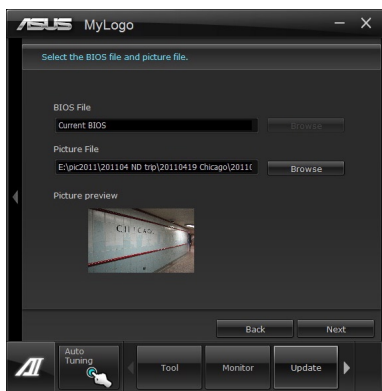 ASUS MyLogo
Select the BIOS file and picture file.
BIOS File
Current BIOS
Browse
Picture File
E:\pic2011\201104 ND trip\20110419 Chicago\2011(
Browse
Picture preview
CHICAGO
Back
Next
Auto
Tuning
Tool
Monitor
Update